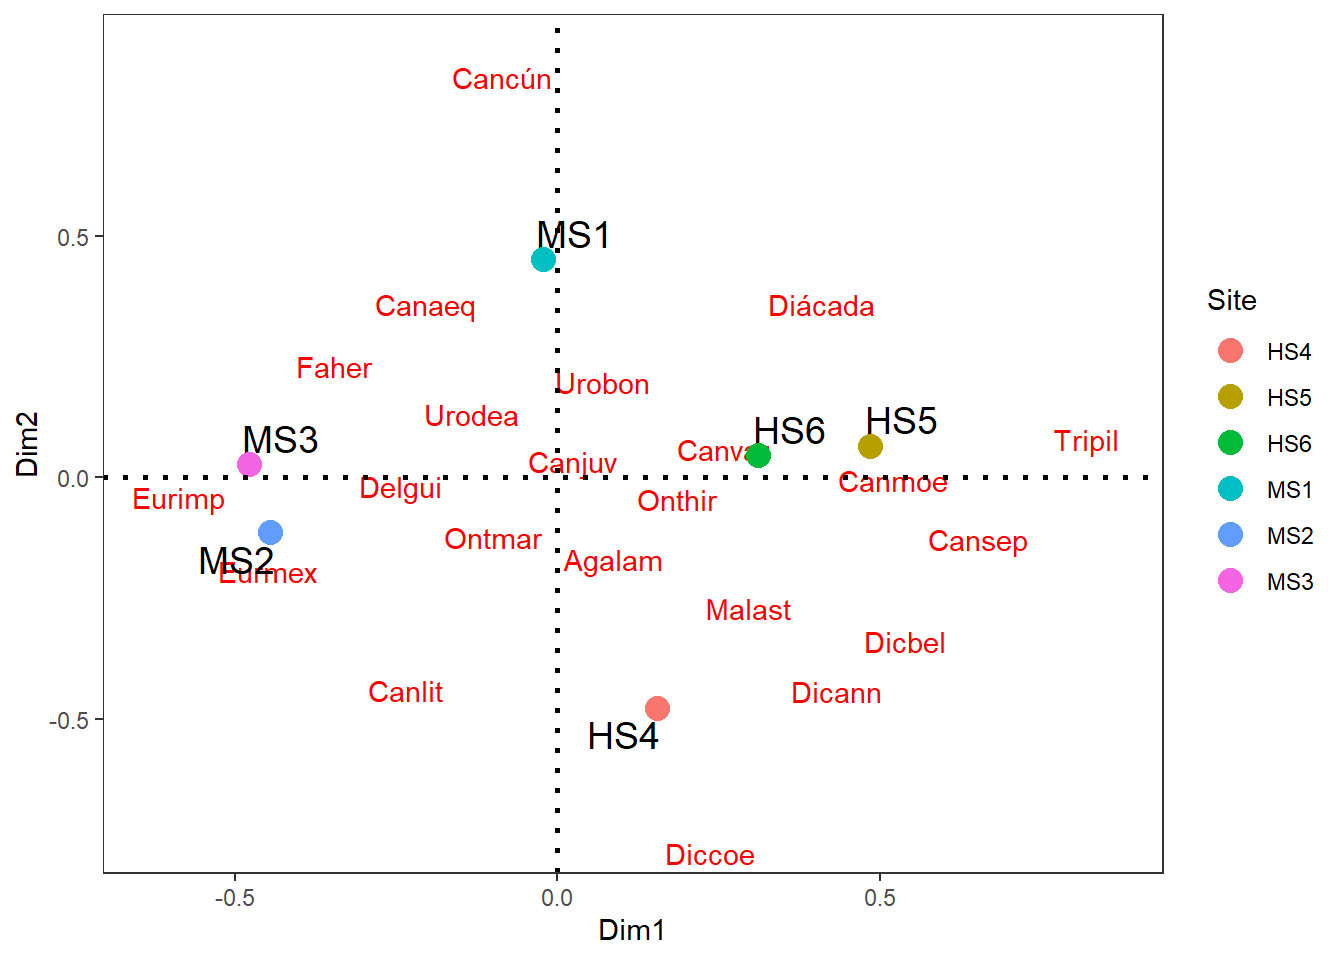 Cancún
MS1
0.5
Canaeq
Diácada
Site
HS4
Faher
Urobon
HS5
Urodea
HS5
HS6
MS3
Tripil
HS6
Dim2
Canva
Canjuv
0.0
Canmoe
MS1
Delgui
Eurimp
Onthir
MS2
Ontmar
Cansep
MS2
Agalam
Eurmex
MS3
Malast
Dicbel
Canlit
Dicann
-0.5
HS4
Diccoe
-0.5
0.0
0.5
Dim1